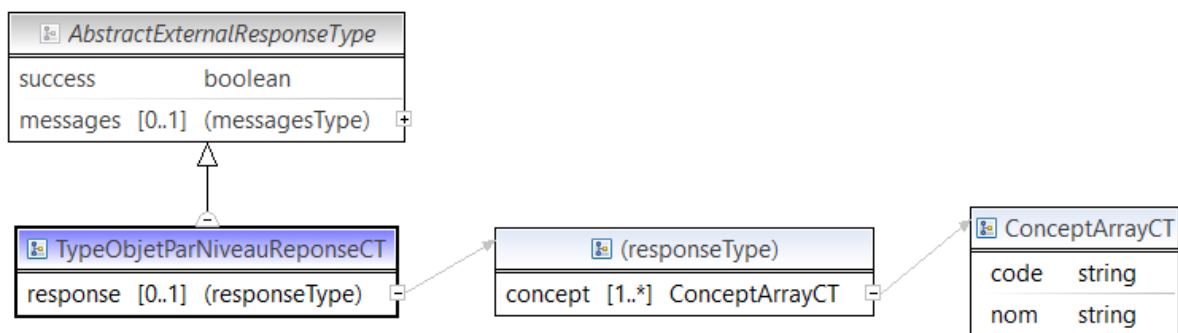 AbstractExternalResponseType
success boolean
messages [0..1] (messagesType)
TypeObjetParNiveauReponseCT
response [0..1] (responseType)
(responseType)
concept [1..*] ConceptArrayCT
ConceptArrayCT
code string
nom string